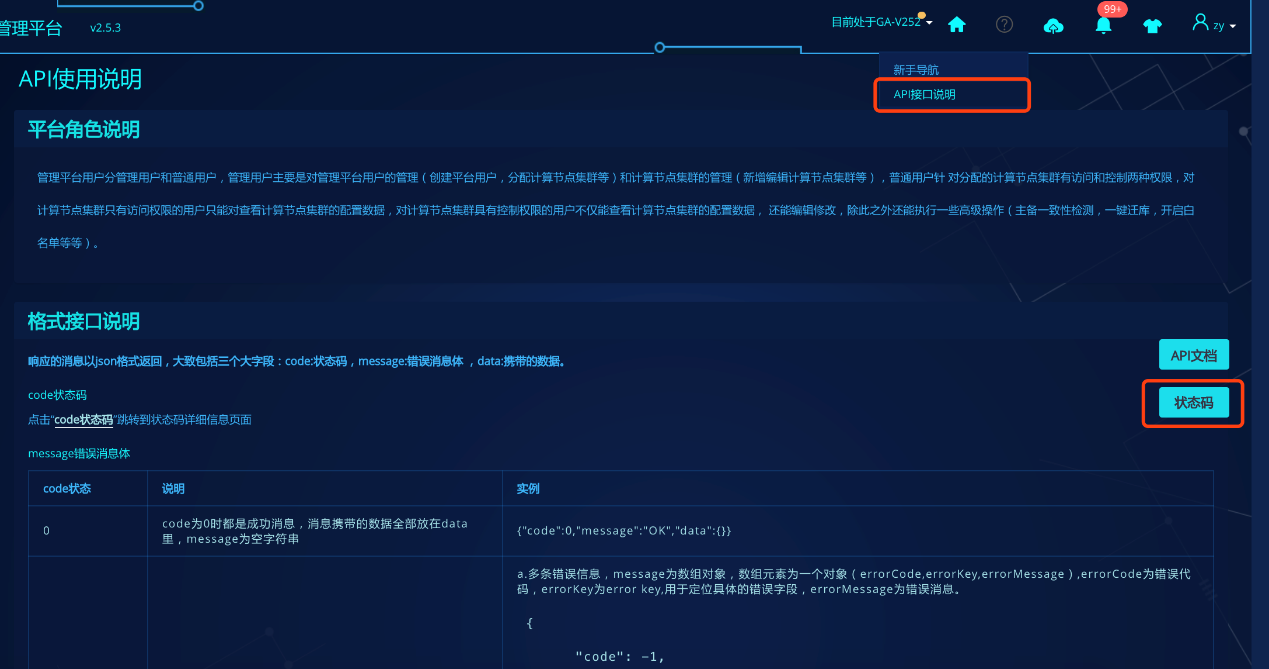 管理平台
v2.5.3
目前处于GA-V252
99+
zy
新手导航
API接口说明
API使用说明
平台角色说明
管理平台用户分管理用户和普通用户，管理用户主要是对管理平台用户的管理（创建平台用户，分配计算节点集群等）和计算节点集群的管理（新增编辑计算节点集群等），普通用户针 对分配的计算节点集群有访问和控制两种权限，对
计算节点集群只有访问权限的用户只能对查看计算节点集群的配置数据，对计算节点集群具有控制权限的用户不仅能查看计算节点集群的配置数据， 还能编辑修改，除此之外还能执行一些高级操作（主备一致性检测，一键迁库，开启白
名单等等）。
格式接口说明
响应的消息以json格式返回，大致包括三个大字段：code:状态码，message:错误消息体 ，data:携带的数据。
API文档
code状态码
状态码
点击“code状态码”跳转到状态码详细信息页面
message错误消息体
code状态 说明 实例
0
code为0时都是成功消息，消息携带的数据全部放在data
里，message为空字符串
{"code":0,"message":"OK","data":{}}
a.多条错误信息，message为数组对象，数组元素为一个对象（errorCode,errorKey,errorMessage）,errorCode为错误代
码，errorKey为error key,用于定位具体的错误字段，errorMessage为错误消息。
{
"code": −1,